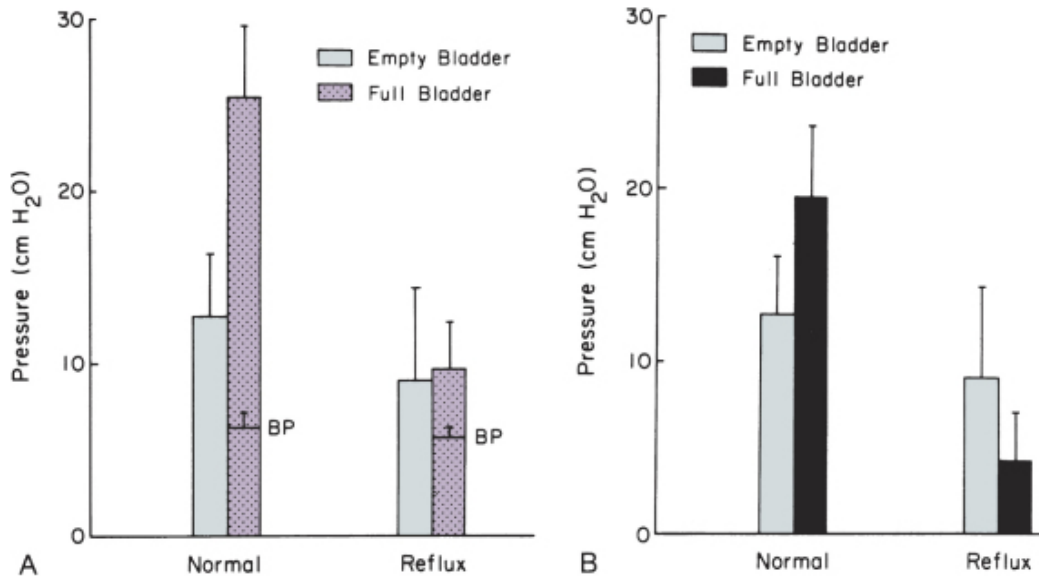 30
20
10
0
Pressure (cm H₂O)
Empty Bladder
Full Bladder
BP
BP
Normal
Reflux
A
30
20
10
0
Pressure (cm H₂O)
Empty Bladder
Full Bladder
Normal
Reflux
B